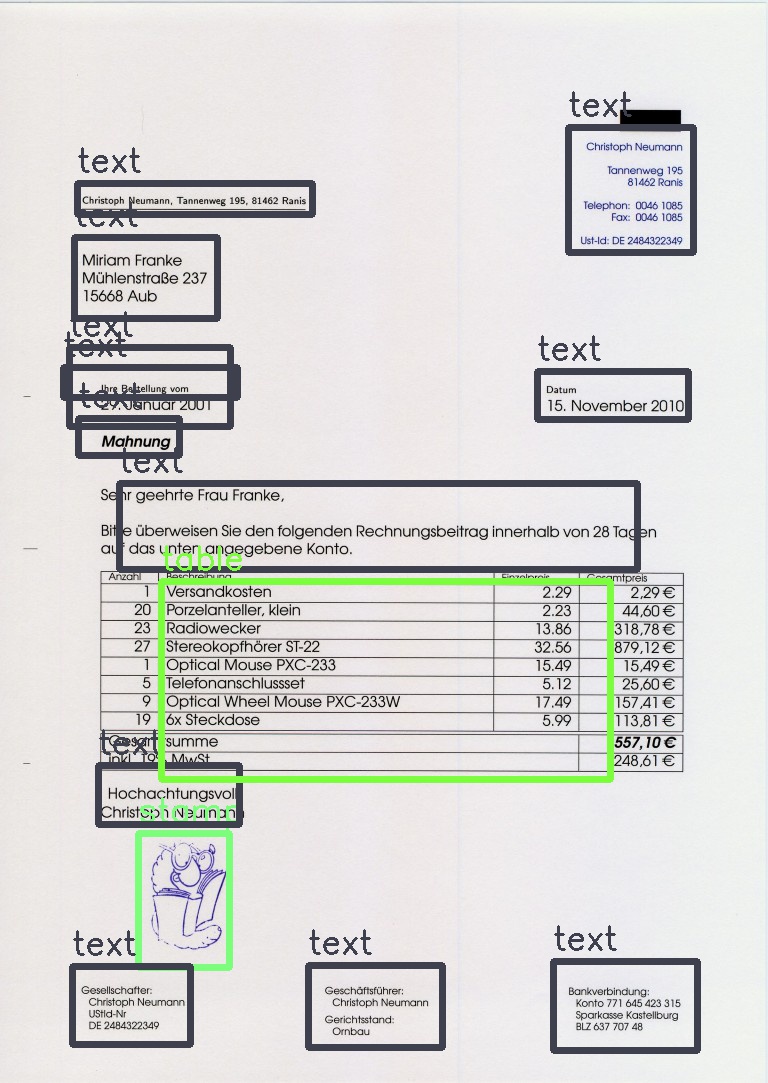 text
Christoph Neumann
Tannenweg 195
81462 Ranis
Telephon: 0046 1085
Fax: 0046 1085
Ust-Id: DE 2484322349
text
Christoph Neumann, Tannenweg 195, 81462 Ranis
text
Miriam Franke
Mühlenstraße 237
15668 Aub
text
text
Ihre Bestellung vom
29. Januar 2001
text
Datum
15. November 2010
text
Mahnung
text
Sehr geehrte Frau Franke,
Bitte überweisen Sie den folgenden Rechnungsbeitrag innerhalb von 28 Tagen
auf das unten angegebene Konto.
table
Anzahl Beschreibung Einzelpreis Gesamtpreis
1 Versandkosten 2.29 2,29 €
20 Porzelanteller, klein 2.23 44,60 €
23 Radiowecker 13.86 318,78 €
27 Stereokopfhörer ST-22 32.56 879,12 €
1 Optical Mouse PXC-233 15.49 15,49 €
5 Telefonanschlussset 5.12 25,60 €
9 Optical Wheel Mouse PXC-233W 17.49 157,41 €
19 6x Steckdose 5.99 113,81 €
Gesamtsumme 557,10 €
inkl. 19% MwSt. 248,61 €
text
Hochachtungsvoll
Christoph Neumann
stamp
text
Gesellschafter:
Christoph Neumann
UStId-Nr
DE 2484322349
text
Geschäftsführer:
Christoph Neumann
Gerichtsstand:
Ornbau
text
Bankverbindung:
Konto 771 645 423 315
Sparkasse Kastellburg
BLZ 637 707 48